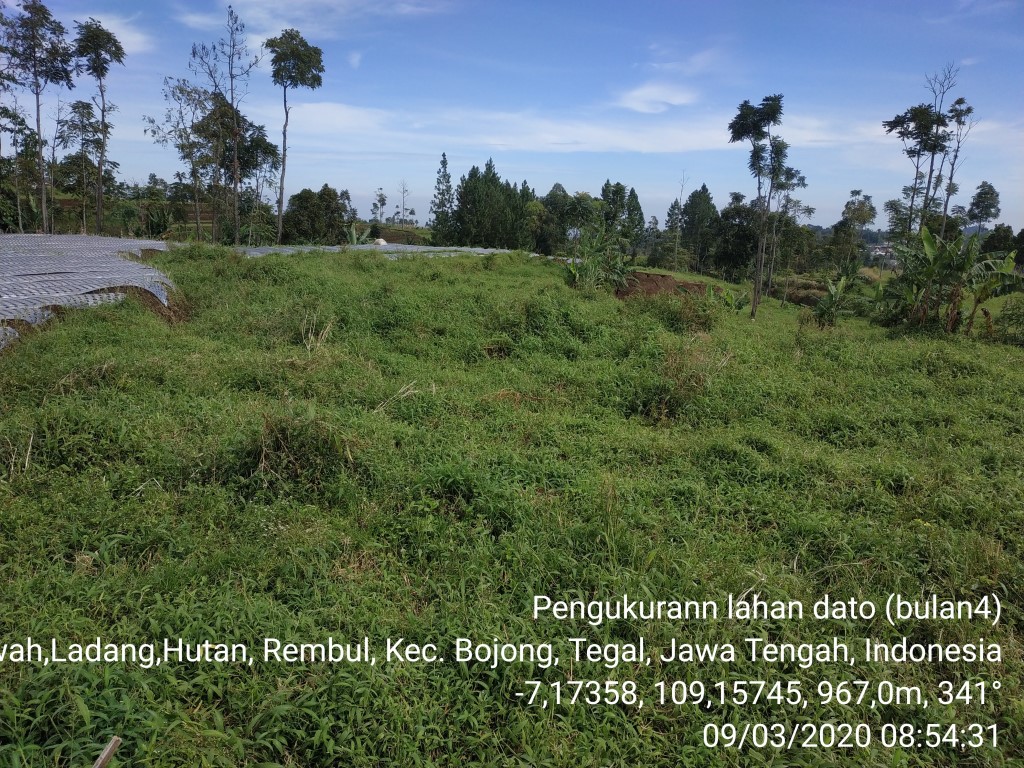 Pengukurann lahan dato (bulan4)
wah,Ladang,Hutan, Rembul, Kec. Bojong, Tegal, Jawa Tengah, Indonesia
-7,17358, 109,15745, 967,0m, 341°
09/03/2020 08:54:31